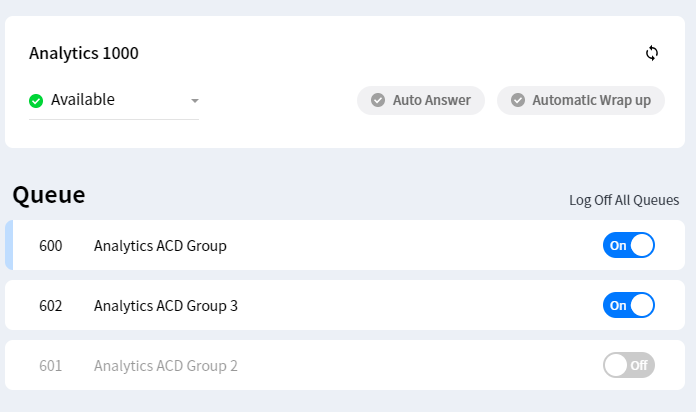 Analytics 1000
Available
Auto Answer
Automatic Wrap up
Queue
Log Off All Queues
600 Analytics ACD Group On
602 Analytics ACD Group 3 On
601 Analytics ACD Group 2 Off